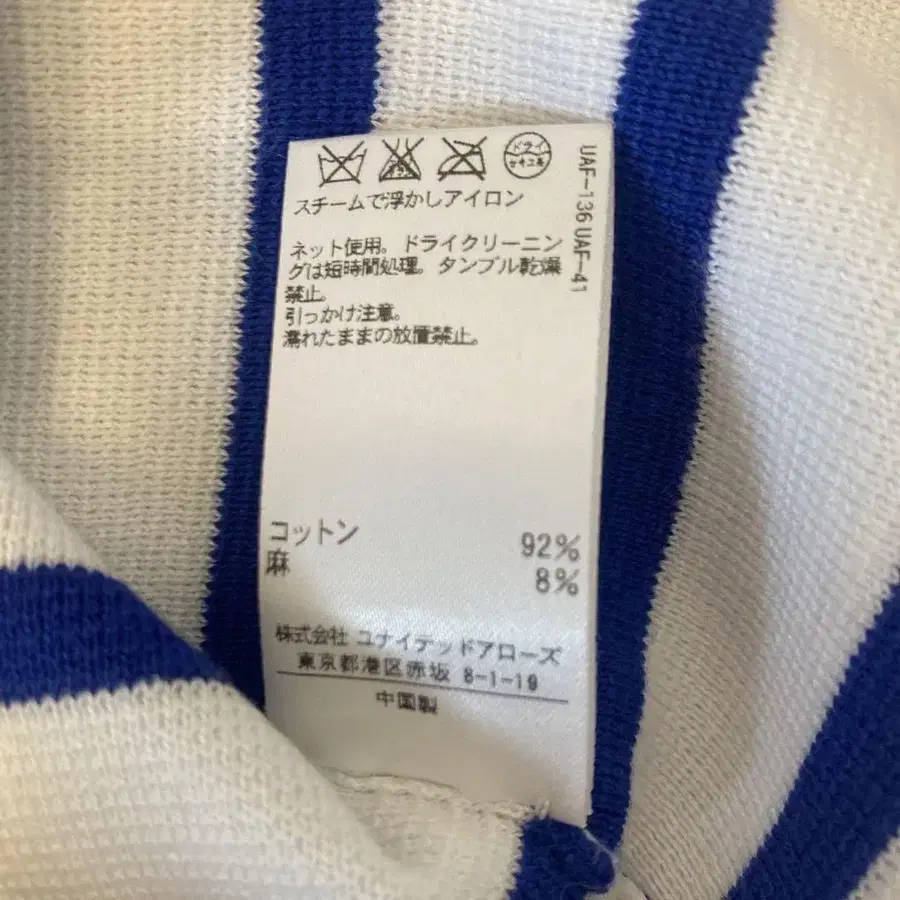 ドライ
セキユ系
スチームで浮かしアイロン
ネット使用。ドライクリーニン
グは短時間処理。タンブル乾燥
禁止。
引っかけ注意。
濡れたままの放置禁止。
UAF-136UAF-41
コットン 92%
麻 8%
株式会社 ユナイテッドアローズ
東京都港区赤坂 8-1-19
中国製